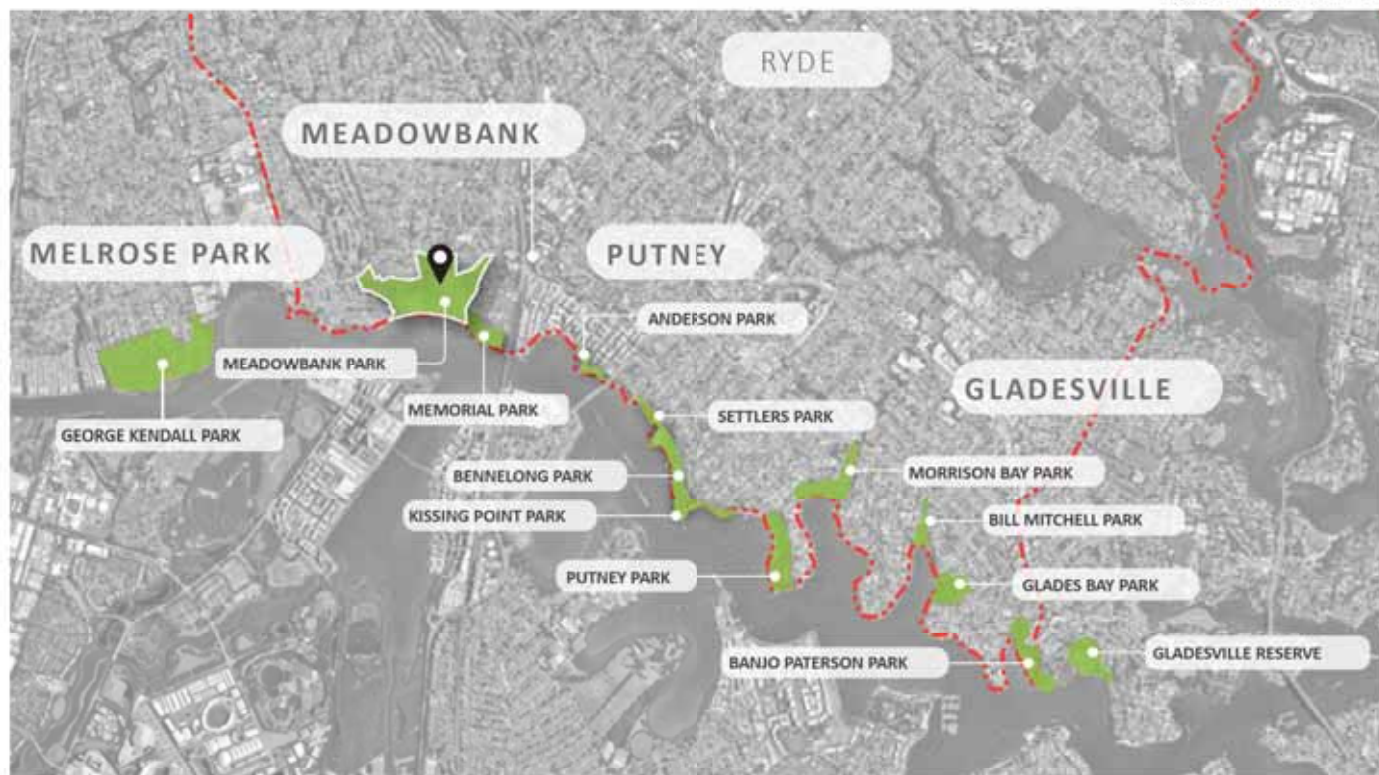 RYDE
MEADOWBANK
MELROSE PARK
PUTNEY
ANDERSON PARK
MEADOWBANK PARK
GLADESVILLE
MEMORIAL PARK
SETTLERS PARK
GEORGE KENDALL PARK
BENNELONG PARK
MORRISON BAY PARK
KISSING POINT PARK
BILL MITCHELL PARK
PUTNEY PARK
GLADES BAY PARK
BANJO PATERSON PARK
GLADESVILLE RESERVE